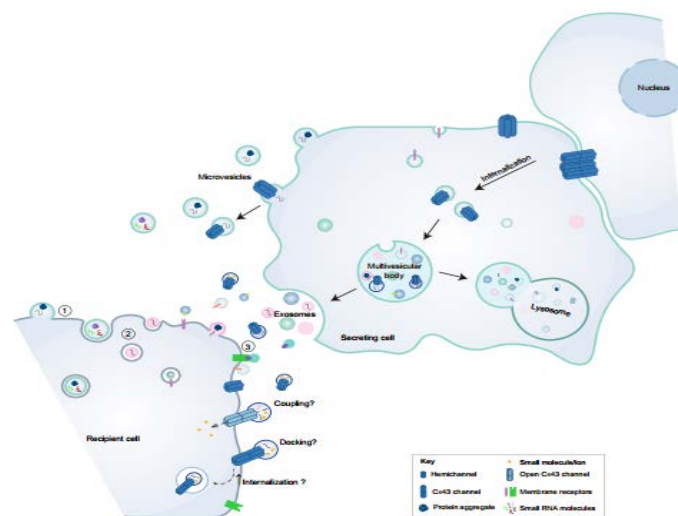 Nucleus
Microvesicles
Internalization
Multivesicular
body
Exosomes
Lysosome
Secreting cell
1
2
3
Coupling?
Recipient cell
Docking?
Internalization ?
Key
Hemichannel
Cx43 channel
Protein aggregate
Small molecule/ion
Open Cx43 channel
Membrane receptors
Small RNA molecules